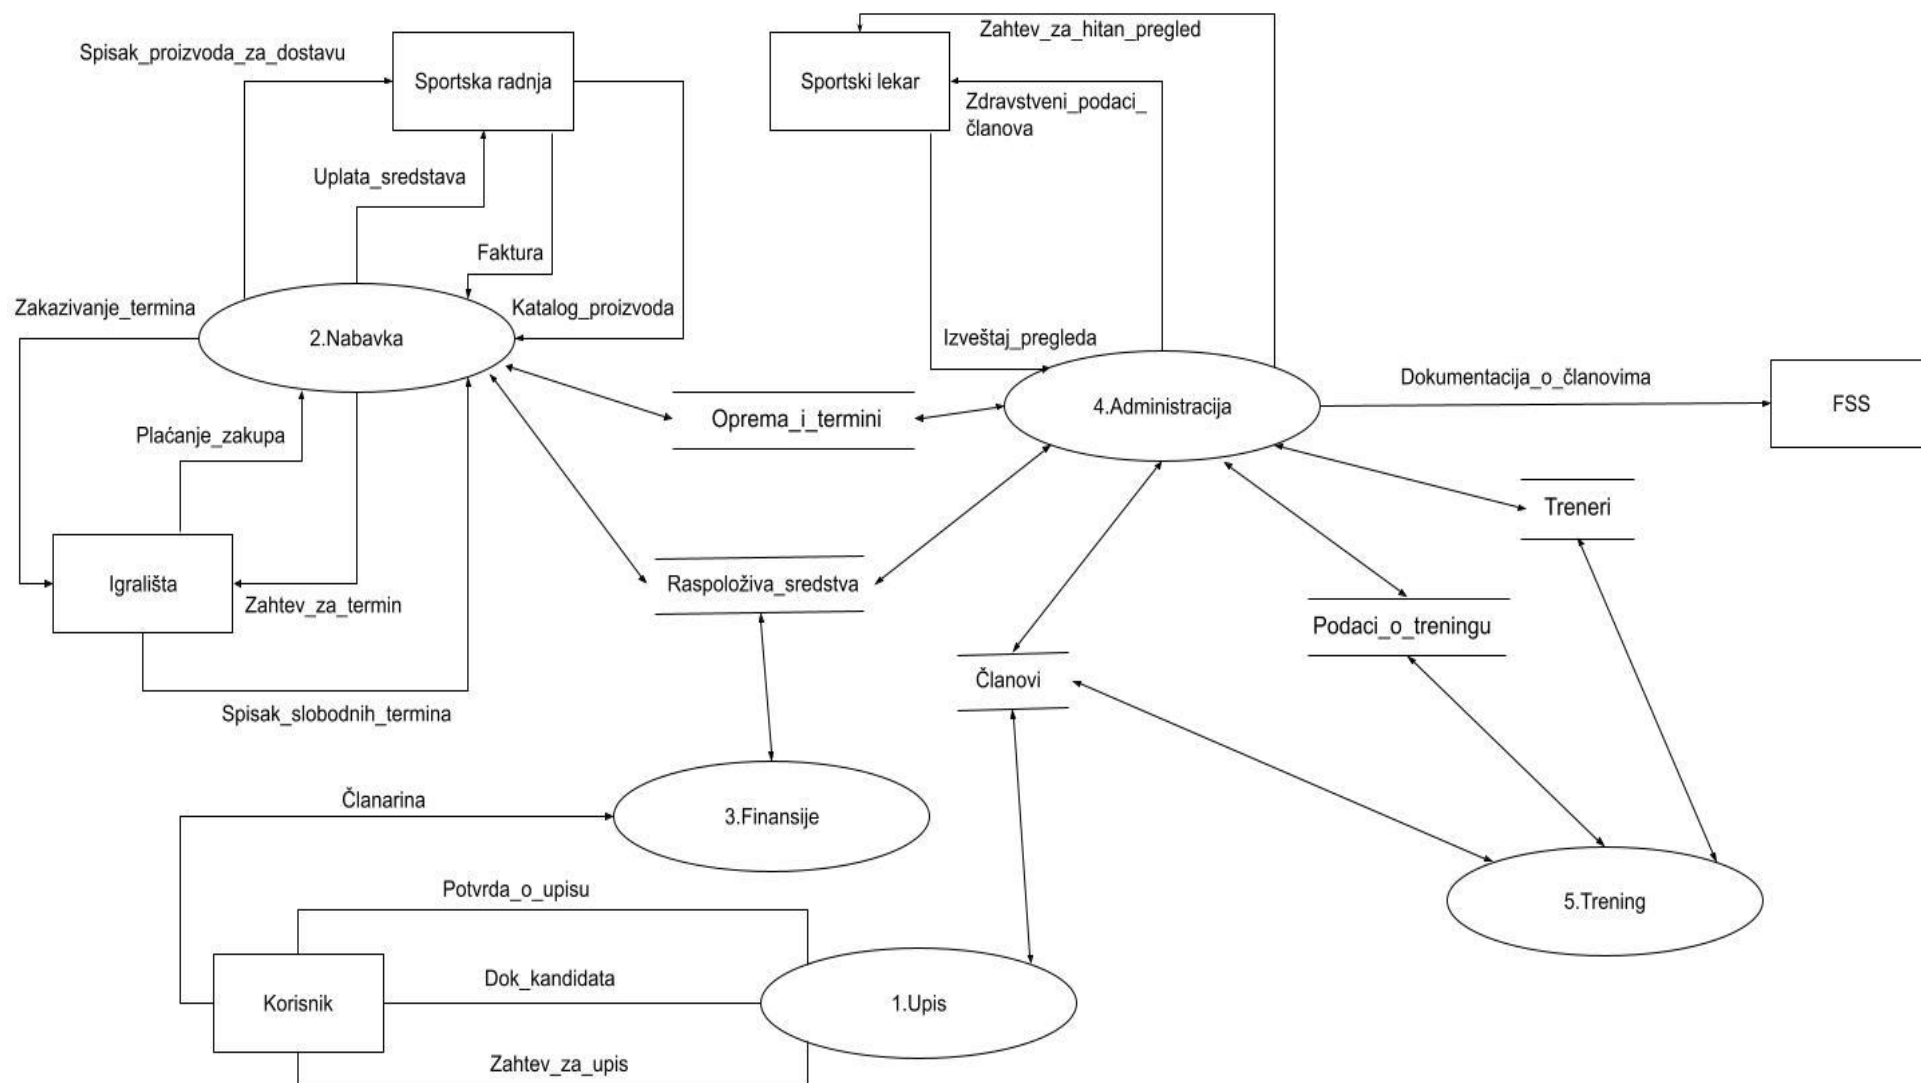 Spisak_proizvoda_za_dostavu
Sportska radnja
Zahtev_za_hitan_pregled
Sportski lekar
Zdravstveni_podaci_
članova
Uplata_sredstava
Faktura
Zakazivanje_termina
Katalog_proizvoda
2.Nabavka
Izveštaj_pregleda
Dokumentacija_o_članovima
FSS
Oprema_i_termini
4.Administracija
Plaćanje_zakupa
Treneri
Igrališta
Zahtev_za_termin
Raspoloživa_sredstva
Podaci_o_treningu
Članovi
Spisak_slobodnih_termina
Članarina
3.Finansije
Potvrda_o_upisu
5.Trening
Dok_kandidata
Korisnik
1.Upis
Zahtev_za_upis